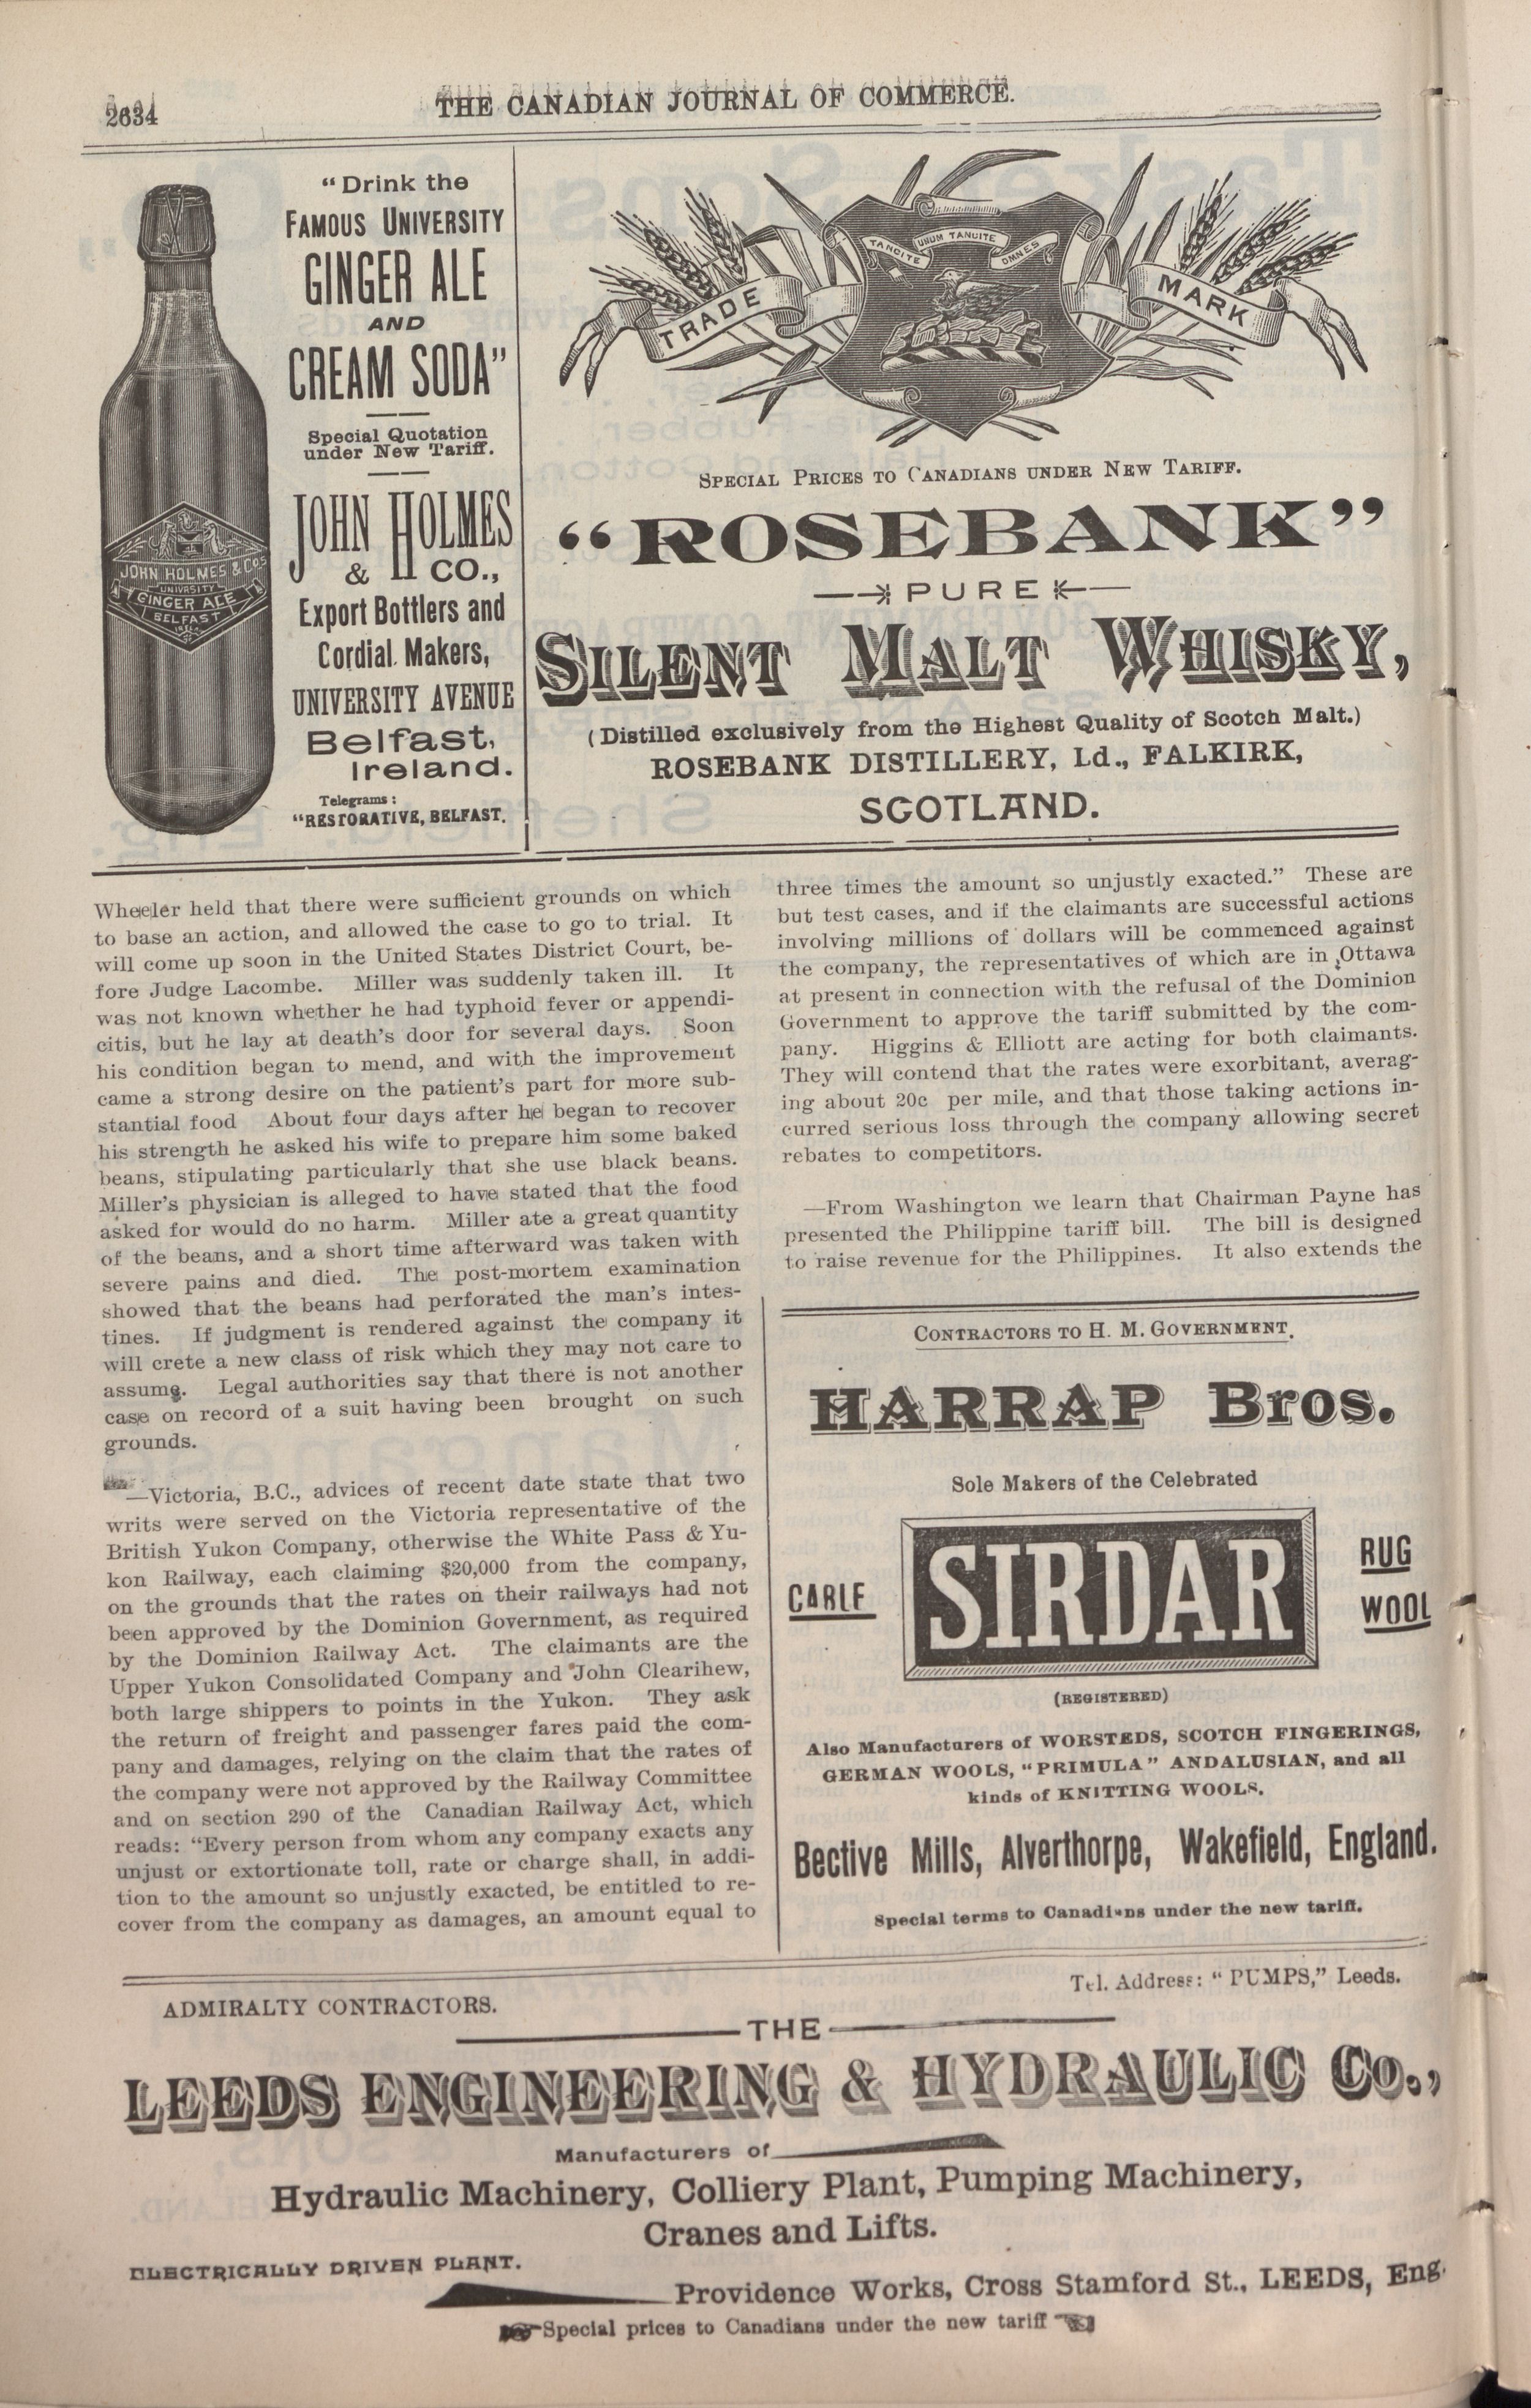 2634
THE CANADIAN JOURNAL OF COMMERCE.
"Drink the
FAMOUS UNIVERSITY
GINGER ALE
AND
CREAM SODA"
Special Quotation
under New Tariff.
JOHN HOLMES
& CO.,
Export Bottlers and
Cordial Makers,
UNIVERSITY AVENUE
Belfast,
Ireland.
Telegrams:
"RESTORATIVE, BELFAST.
JOHN HOLMES & COS
UNIVRSITY
GINGER ALE
BELFAST
TRADE
TANGITE
UNUM TANGITE
OMNES
MARK
SPECIAL PRICES TO CANADIANS UNDER NEW TARIFF.
"ROSEBANK"
PURE
SILENT MALT WHISKY,
(Distilled exclusively from the Highest Quality of Scotch Malt.)
ROSEBANK DISTILLERY, Ld., FALKIRK,
SCOTLAND.
Wheeler held that there were sufficient grounds on which
to base an action, and allowed the case to go to trial. It
will come up soon in the United States District Court, be-
fore Judge Lacombe. Miller was suddenly taken ill. It
was not known whether he had typhoid fever or appendi-
citis, but he lay at death's door for several days. Soon
his condition began to mend, and with the improvement
came a strong desire on the patient's part for more sub-
stantial food About four days after he began to recover
his strength he asked his wife to prepare him some baked
beans, stipulating particularly that she use black beans.
Miller's physician is alleged to have stated that the food
asked for would do no harm. Miller ate a great quantity
of the beans, and a short time afterward was taken with
severe pains and died. The post-mortem examination
showed that the beans had perforated the man's intes-
tines. If judgment is rendered against the company it
will crete a new class of risk which they may not care to
assume. Legal authorities say that there is not another
case on record of a suit having been brought on such
grounds.
—Victoria, B.C., advices of recent date state that two
writs were served on the Victoria representative of the
British Yukon Company, otherwise the White Pass & Yu-
kon Railway, each claiming $20,000 from the company,
on the grounds that the rates on their railways had not
been approved by the Dominion Government, as required
by the Dominion Railway Act. The claimants are the
Upper Yukon Consolidated Company and John Clearihew,
both large shippers to points in the Yukon. They ask
the return of freight and passenger fares paid the com-
pany and damages, relying on the claim that the rates of
the company were not approved by the Railway Committee
and on section 290 of the Canadian Railway Act, which
reads: "Every person from whom any company exacts any
unjust or extortionate toll, rate or charge shall, in addi-
tion to the amount so unjustly exacted, be entitled to re-
cover from the company as damages, an amount equal to
three times the amount so unjustly exacted." These are
but test cases, and if the claimants are successful actions
involving millions of dollars will be commenced against
the company, the representatives of which are in Ottawa
at present in connection with the refusal of the Dominion
Government to approve the tariff submitted by the com-
pany. Higgins & Elliott are acting for both claimants.
They will contend that the rates were exorbitant, averag-
ing about 20c per mile, and that those taking actions in-
curred serious loss through the company allowing secret
rebates to competitors.
—From Washington we learn that Chairman Payne has
presented the Philippine tariff bill. The bill is designed
to raise revenue for the Philippines. It also extends the
CONTRACTORS TO H. M. GOVERNMENT.
HARRAP Bros.
Sole Makers of the Celebrated
CABLE
SIRDAR
RUG
WOOL
(REGISTERED)
Also Manufacturers of WORSTEDS, SCOTCH FINGERINGS,
GERMAN WOOLS, "PRIMULA" ANDALUSIAN, and all
kinds of KNITTING WOOLS.
Bective Mills, Alverthorpe, Wakefield, England.
Special terms to Canadians under the new tariff.
ADMIRALTY CONTRACTORS.
Tel. Address: "PUMPS," Leeds.
THE
LEEDS ENGINEERING & HYDRAULIC Co.,
Manufacturers of
Hydraulic Machinery, Colliery Plant, Pumping Machinery,
Cranes and Lifts.
ELECTRICALLY DRIVEN PLANT.
Providence Works, Cross Stamford St., LEEDS, Eng.
Special prices to Canadians under the new tariff